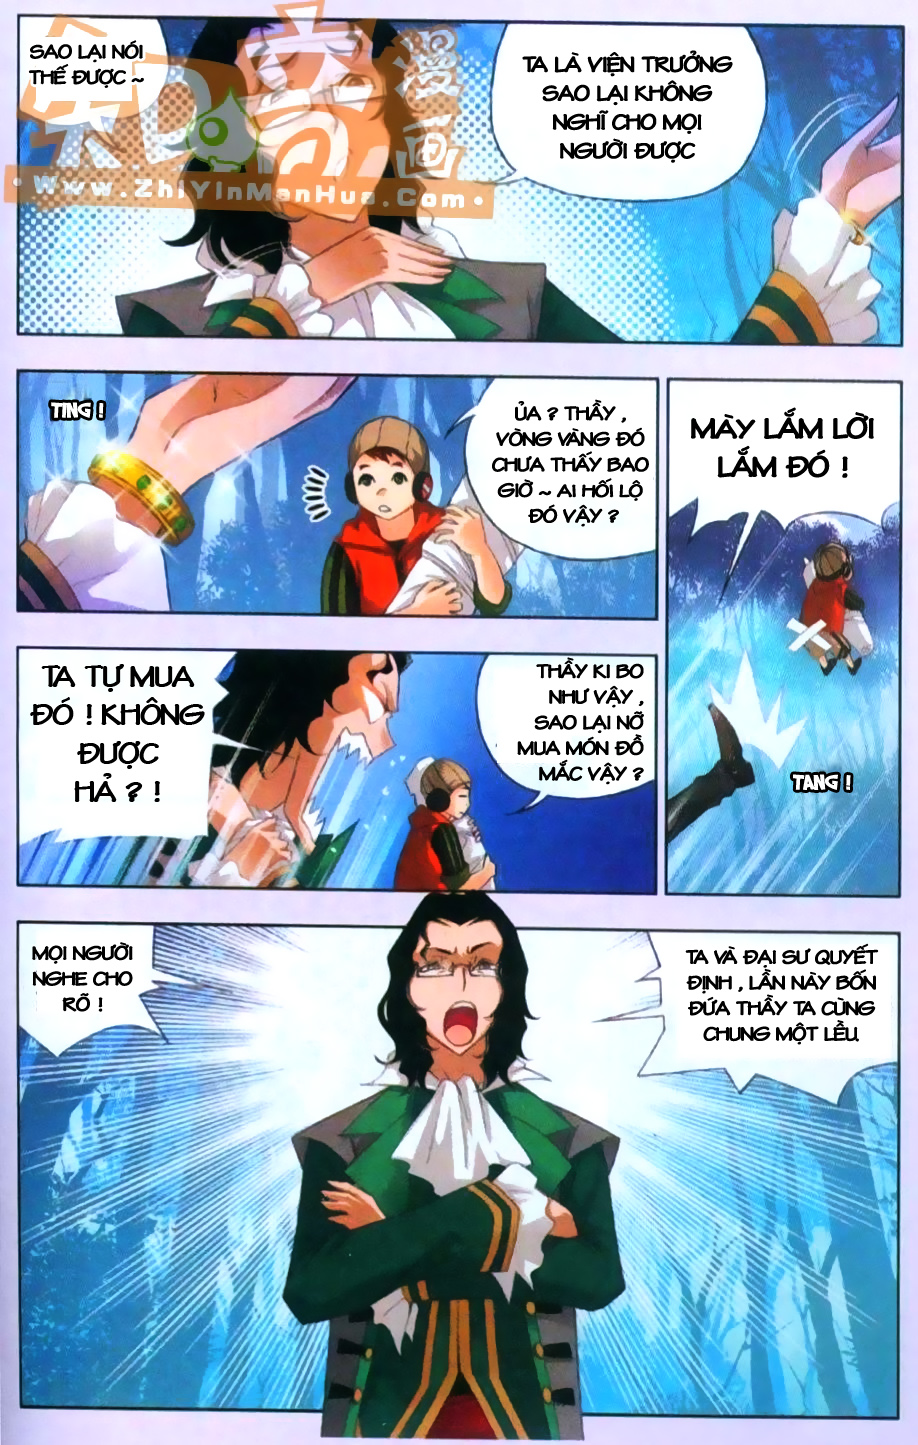 SAO LẠI NÓI
THẾ ĐƯỢC ~
TA LÀ VIỆN TRƯỞNG
SAO LẠI KHÔNG
NGHĨ CHO MỌI
NGƯỜI ĐƯỢC
漫画
www.ZhiYinManHua.com
TING !
ỦA ? THẦY ,
VÒNG VÀNG ĐÓ
CHƯA THẤY BAO
GIỜ ~ AI HỐI LỘ
ĐÓ VẬY ?
MÀY LẮM LỜI
LẮM ĐÓ !
TANG !
THẦY KI BO
NHƯ VẬY ,
SAO LẠI NỠ
MUA MÓN ĐỒ
MẮC VẬY ?
TA TỰ MUA
ĐÓ ! KHÔNG
ĐƯỢC
HẢ ? !
MỌI NGƯỜI
NGHE CHO
RÕ !
TA VÀ ĐẠI SƯ QUYẾT
ĐỊNH , LẦN NÀY BỐN
ĐỨA THẦY TA CÙNG
CHUNG MỘT LỀU.